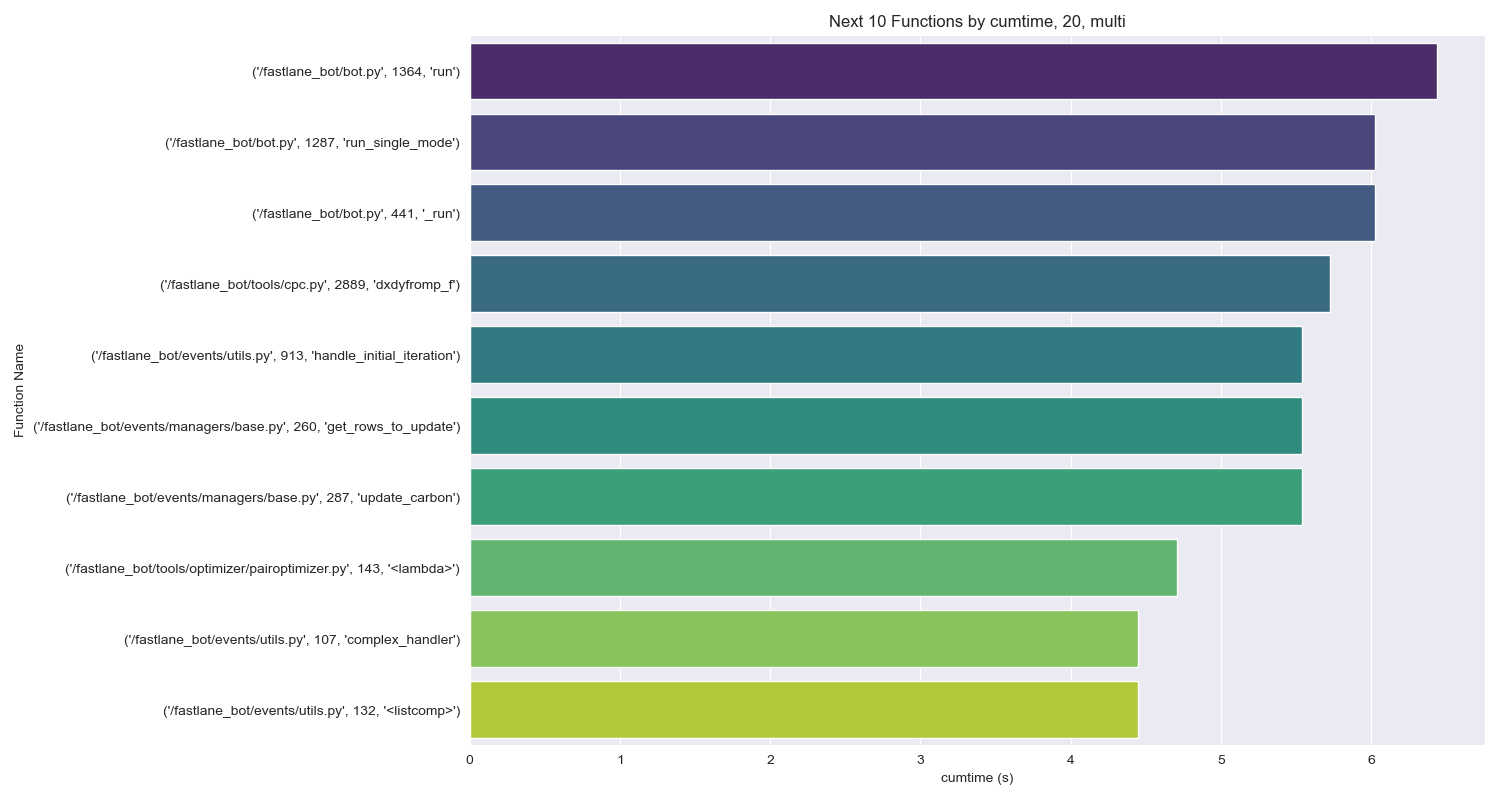 Next 10 Functions by cumtime, 20, multi
('/fastlane_bot/bot.py', 1364, 'run')
('/fastlane_bot/bot.py', 1287, 'run_single_mode')
('/fastlane_bot/bot.py', 441, '_run')
('/fastlane_bot/tools/cpc.py', 2889, 'dxdyfromp_f')
('/fastlane_bot/events/utils.py', 913, 'handle_initial_iteration')
('/fastlane_bot/events/managers/base.py', 260, 'get_rows_to_update')
('/fastlane_bot/events/managers/base.py', 287, 'update_carbon')
('/fastlane_bot/tools/optimizer/pairoptimizer.py', 143, '<lambda>')
('/fastlane_bot/events/utils.py', 107, 'complex_handler')
('/fastlane_bot/events/utils.py', 132, '<listcomp>')
Function Name
0 1 2 3 4 5 6
cumtime (s)